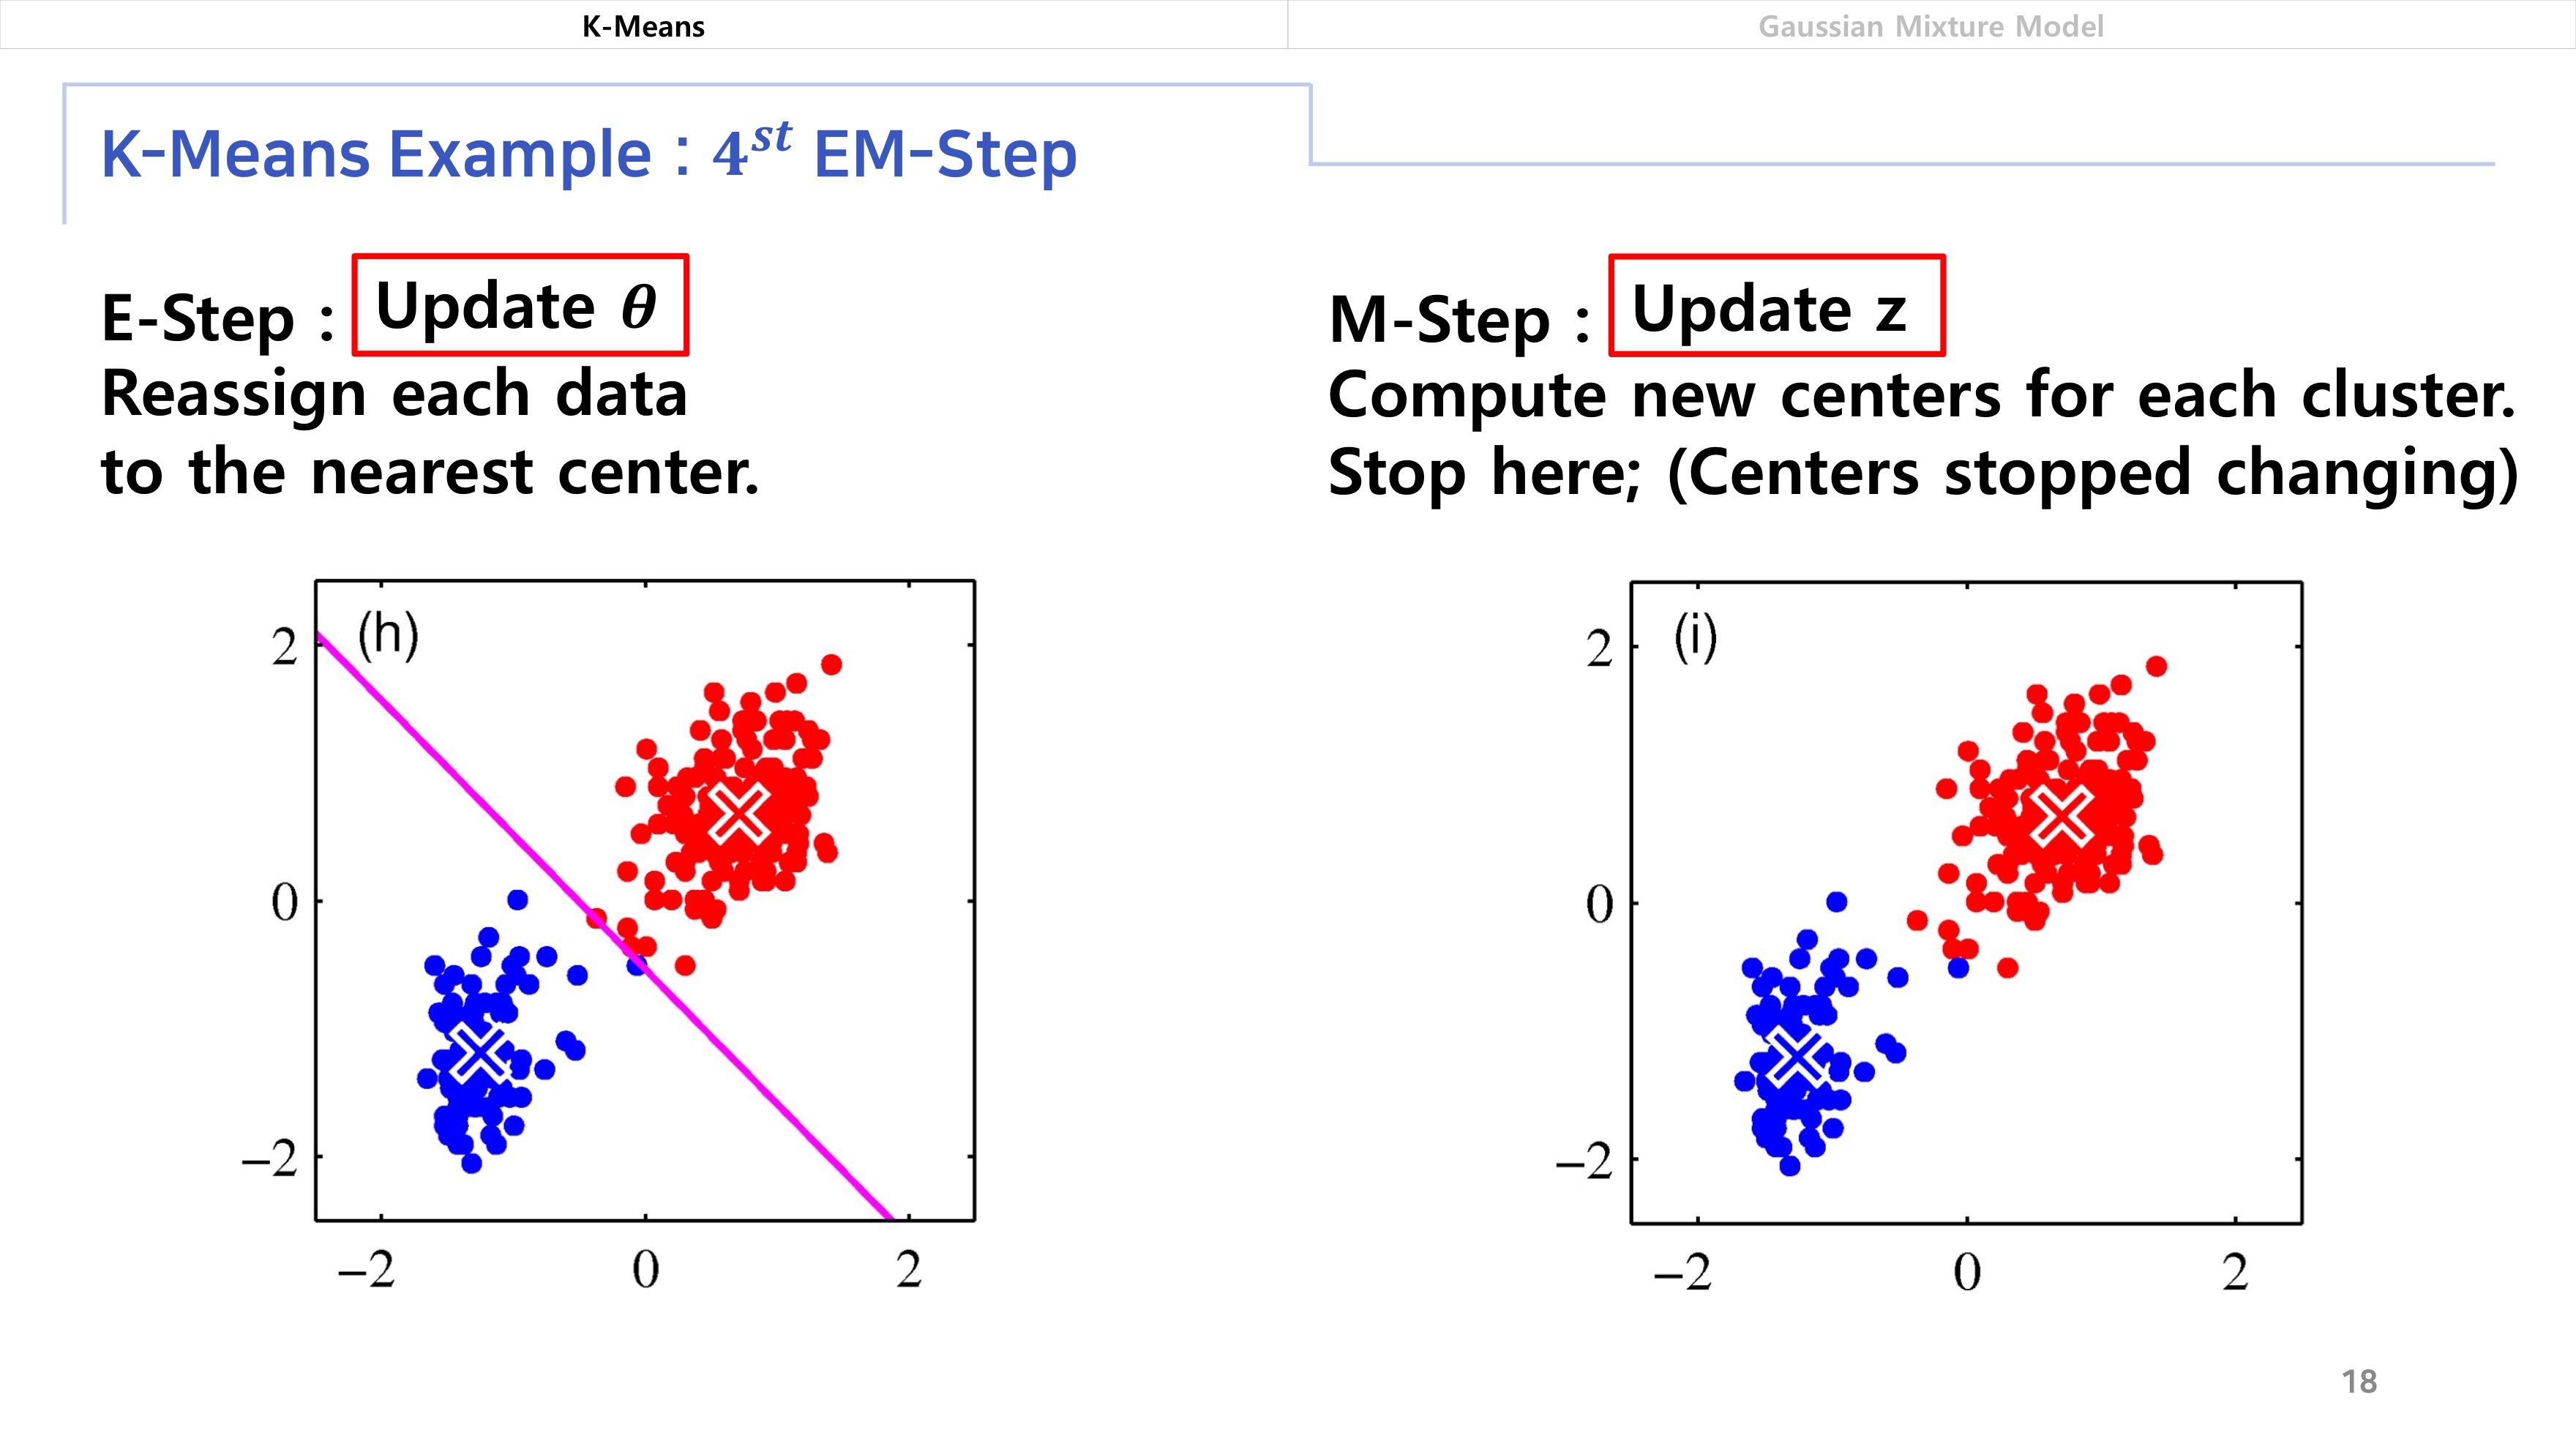 K-Means
Gaussian Mixture Model
K-Means Example : 4st EM-Step
E-Step : Update θ
Reassign each data
to the nearest center.
M-Step : Update z
Compute new centers for each cluster.
Stop here; (Centers stopped changing)
(h)
2
0
−2
−2 0 2
(i)
2
0
−2
−2 0 2
18